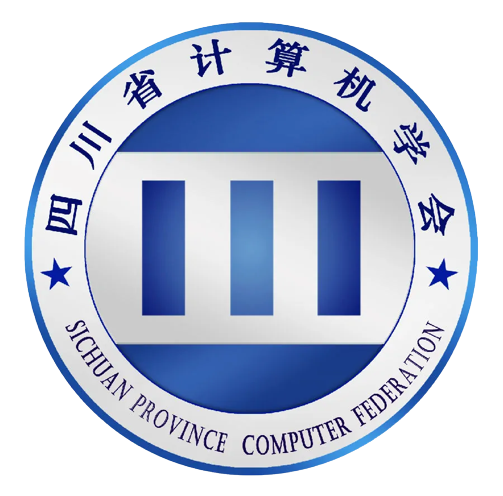 四川省计算机学会
SICHUAN PROVINCE COMPUTER FEDERATION